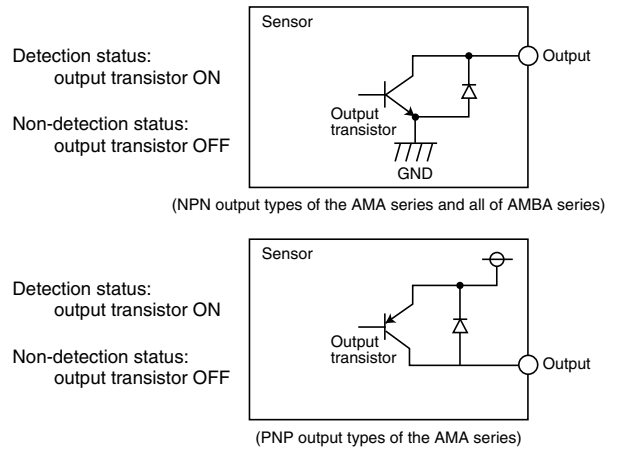 Sensor
Detection status:
output transistor ON
Non-detection status:
output transistor OFF
Output
Output
transistor
GND
(NPN output types of the AMA series and all of AMBA series)
Sensor
Detection status:
output transistor ON
Non-detection status:
output transistor OFF
Output
transistor
Output
(PNP output types of the AMA series)